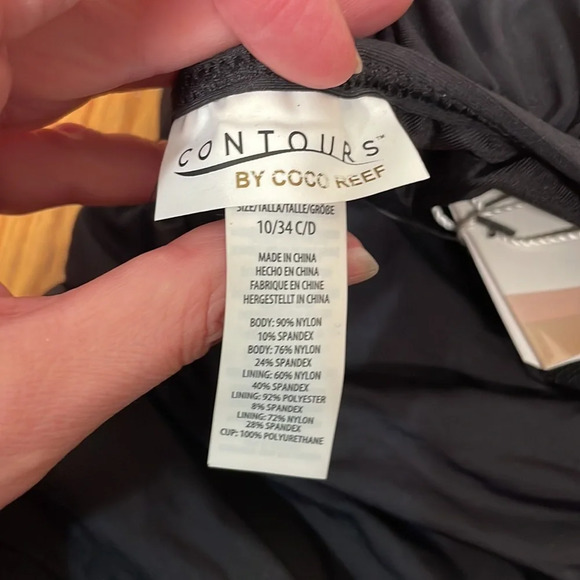 CONTOURS™
BY COCO REEF
SIZE/TALLA/TAILLE/GRÖBE
10/34 C/D
MADE IN CHINA
HECHO EN CHINA
FABRIQUE EN CHINE
HERGESTELLT IN CHINA
BODY: 90% NYLON
10% SPANDEX
BODY: 76% NYLON
24% SPANDEX
LINING: 60% NYLON
40% SPANDEX
LINING: 92% POLYESTER
8% SPANDEX
LINING: 72% NYLON
28% SPANDEX
CUP: 100% POLYURETHANE